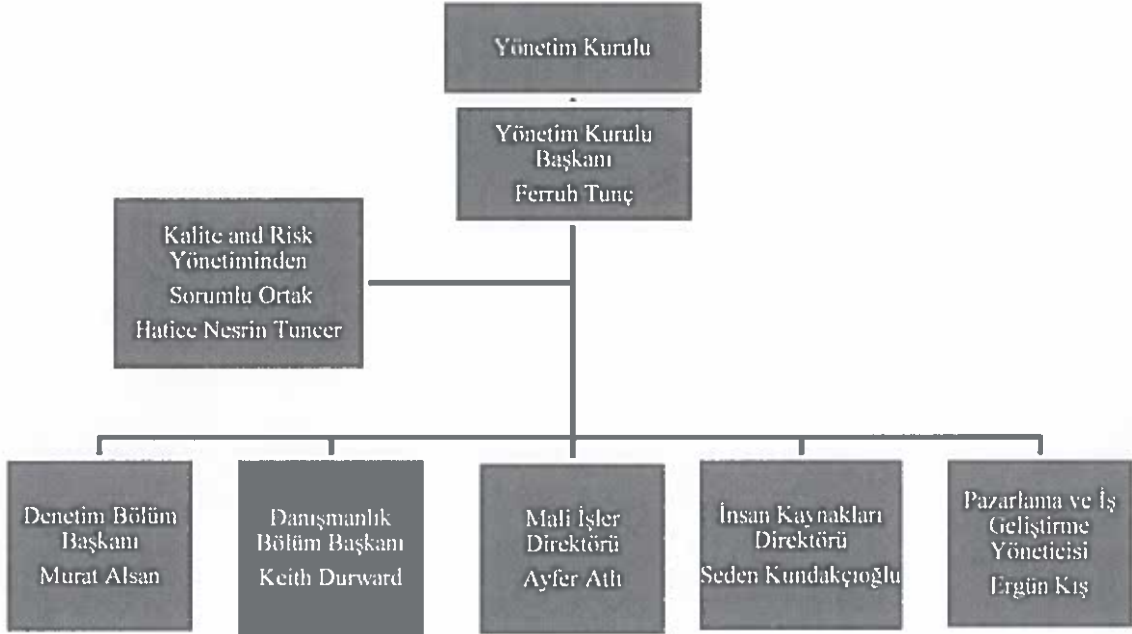 Yönetim Kurulu
Yönetim Kurulu
Başkanı
Ferruh Tunç
Kalite and Risk
Yönetiminden
Sorumlu Ortak
Hatice Nesrin Tuncer
Denetim Bölüm
Başkanı
Murat Alsan
Danışmanlık
Bölüm Başkanı
Keith Durward
Mali İşler
Direktörü
Ayfer Atlı
İnsan Kaynakları
Direktörü
Seden Kundakçıoğlu
Pazarlama ve İş
Geliştirme
Yöneticisi
Ergün Kış